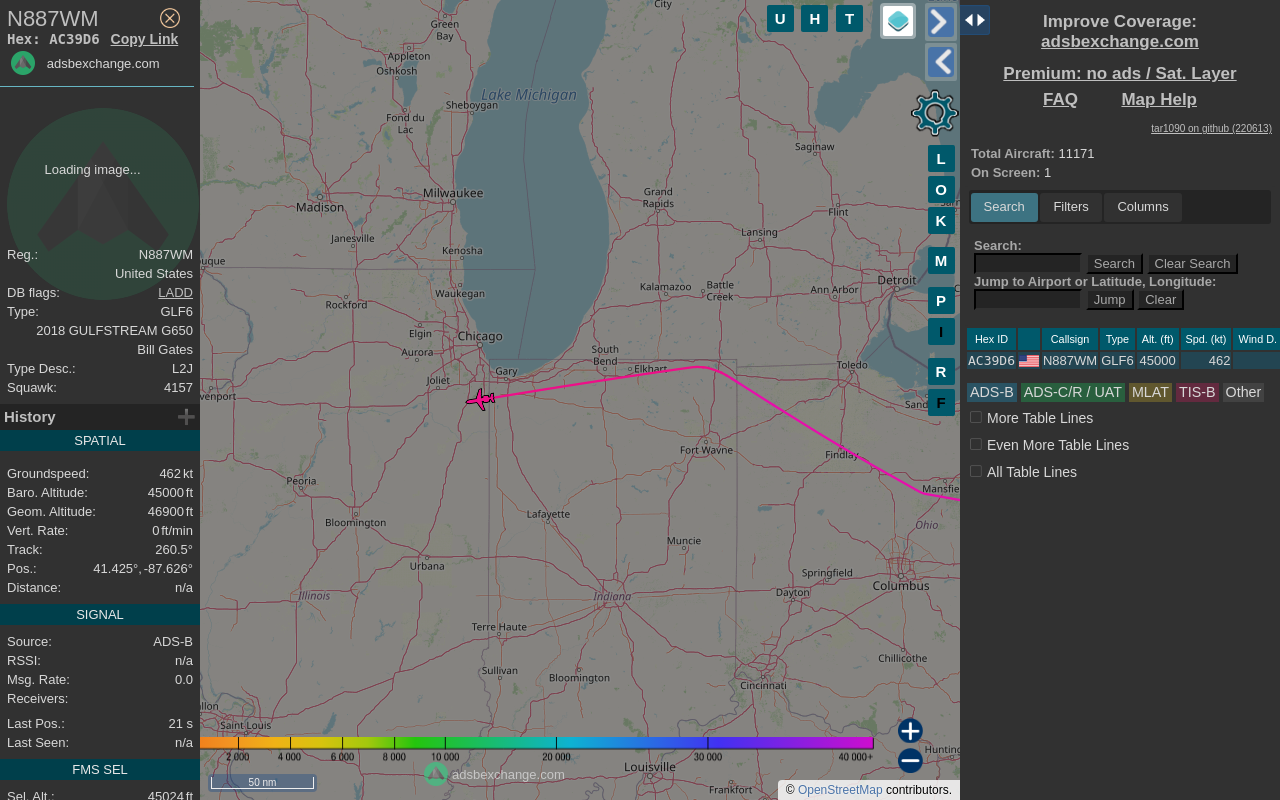 N887WM
Hex: AC39D6 Copy Link
adsbexchange.com
Loading image...
Reg.: N887WM
United States
DB flags: LADD
Type: GLF6
2018 GULFSTREAM G650
Bill Gates
Type Desc.: L2J
Squawk: 4157
History
SPATIAL
Groundspeed: 462 kt
Baro. Altitude: 45000 ft
Geom. Altitude: 46900 ft
Vert. Rate: 0 ft/min
Track: 260.5°
Pos.: 41.425°, -87.626°
Distance: n/a
SIGNAL
Source: ADS-B
RSSI: n/a
Msg. Rate: 0.0
Receivers:
Last Pos.: 21 s
Last Seen: n/a
FMS SEL
Sel. Alt.: 45024 ft
City
Green
Bay
Appleton
Oshkosh
Lake Michigan
Sheboygan
Fond du
Lac
Saginaw
Milwaukee
Madison
Grand
Rapids
Flint
Janesville
Lansing
Kenosha
buque
Kalamazoo
Battle
Creek
Ann Arbor
Detroit
Waukegan
Rockford
Elgin
Chicago
Aurora
South
Bend
Elkhart
Gary
Joliet
Toledo
venport
Sand
Fort Wayne
Findlay
Peoria
Mansfie
Bloomington
Lafayette
Ohio
Muncie
Urbana
Springfield
Columbus
Illinois
Indiana
Dayton
Terre Haute
Sullivan
Bloomington
Chillicothe
Cincinnati
allon
Saint Louis
Huntin
Louisville
Frankfort
U H T
L
O
K
M
P
I
R
F
2 000 4 000 6 000 8 000 10 000 20 000 30 000 40 000+
adsbexchange.com
50 nm
© OpenStreetMap contributors.
Improve Coverage:
adsbexchange.com
Premium: no ads / Sat. Layer
FAQ Map Help
tar1090 on github (220613)
Total Aircraft: 11171
On Screen: 1
Search Filters Columns
Search:
Search Clear Search
Jump to Airport or Latitude, Longitude:
Jump Clear
Hex ID Callsign Type Alt. (ft) Spd. (kt) Wind D.
AC39D6 N887WM GLF6 45000 462
ADS-B ADS-C/R / UAT MLAT TIS-B Other
More Table Lines
Even More Table Lines
All Table Lines